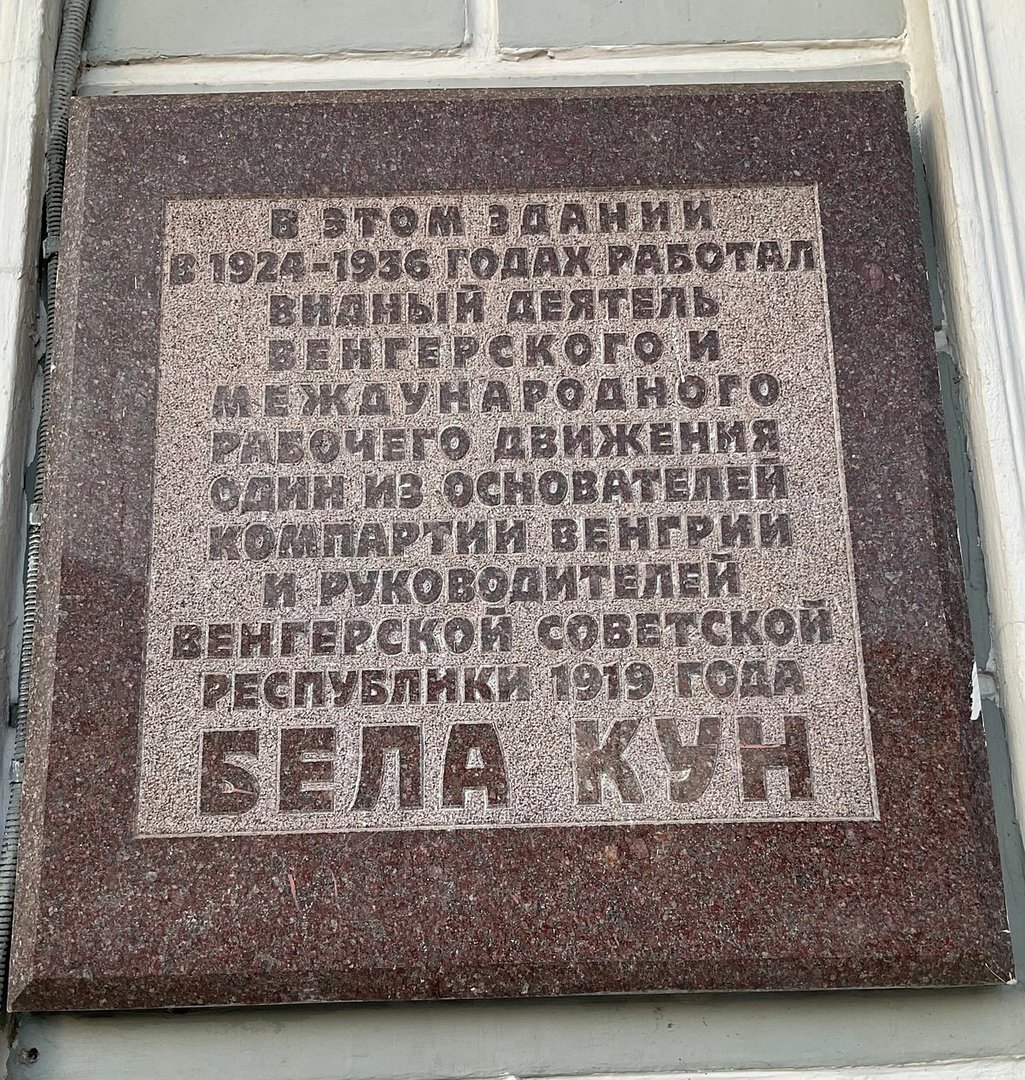 В ЭТОМ ЗДАНИИ
В 1924-1936 ГОДАХ РАБОТАЛ
ВИДНЫЙ ДЕЯТЕЛЬ
ВЕНГЕРСКОГО И
МЕЖДУНАРОДНОГО
РАБОЧЕГО ДВИЖЕНИЯ
ОДИН ИЗ ОСНОВАТЕЛЕЙ
КОМПАРТИИ ВЕНГРИИ
И РУКОВОДИТЕЛЕЙ
ВЕНГЕРСКОЙ СОВЕТСКОЙ
РЕСПУБЛИКИ 1919 ГОДА
БЕЛА КУН